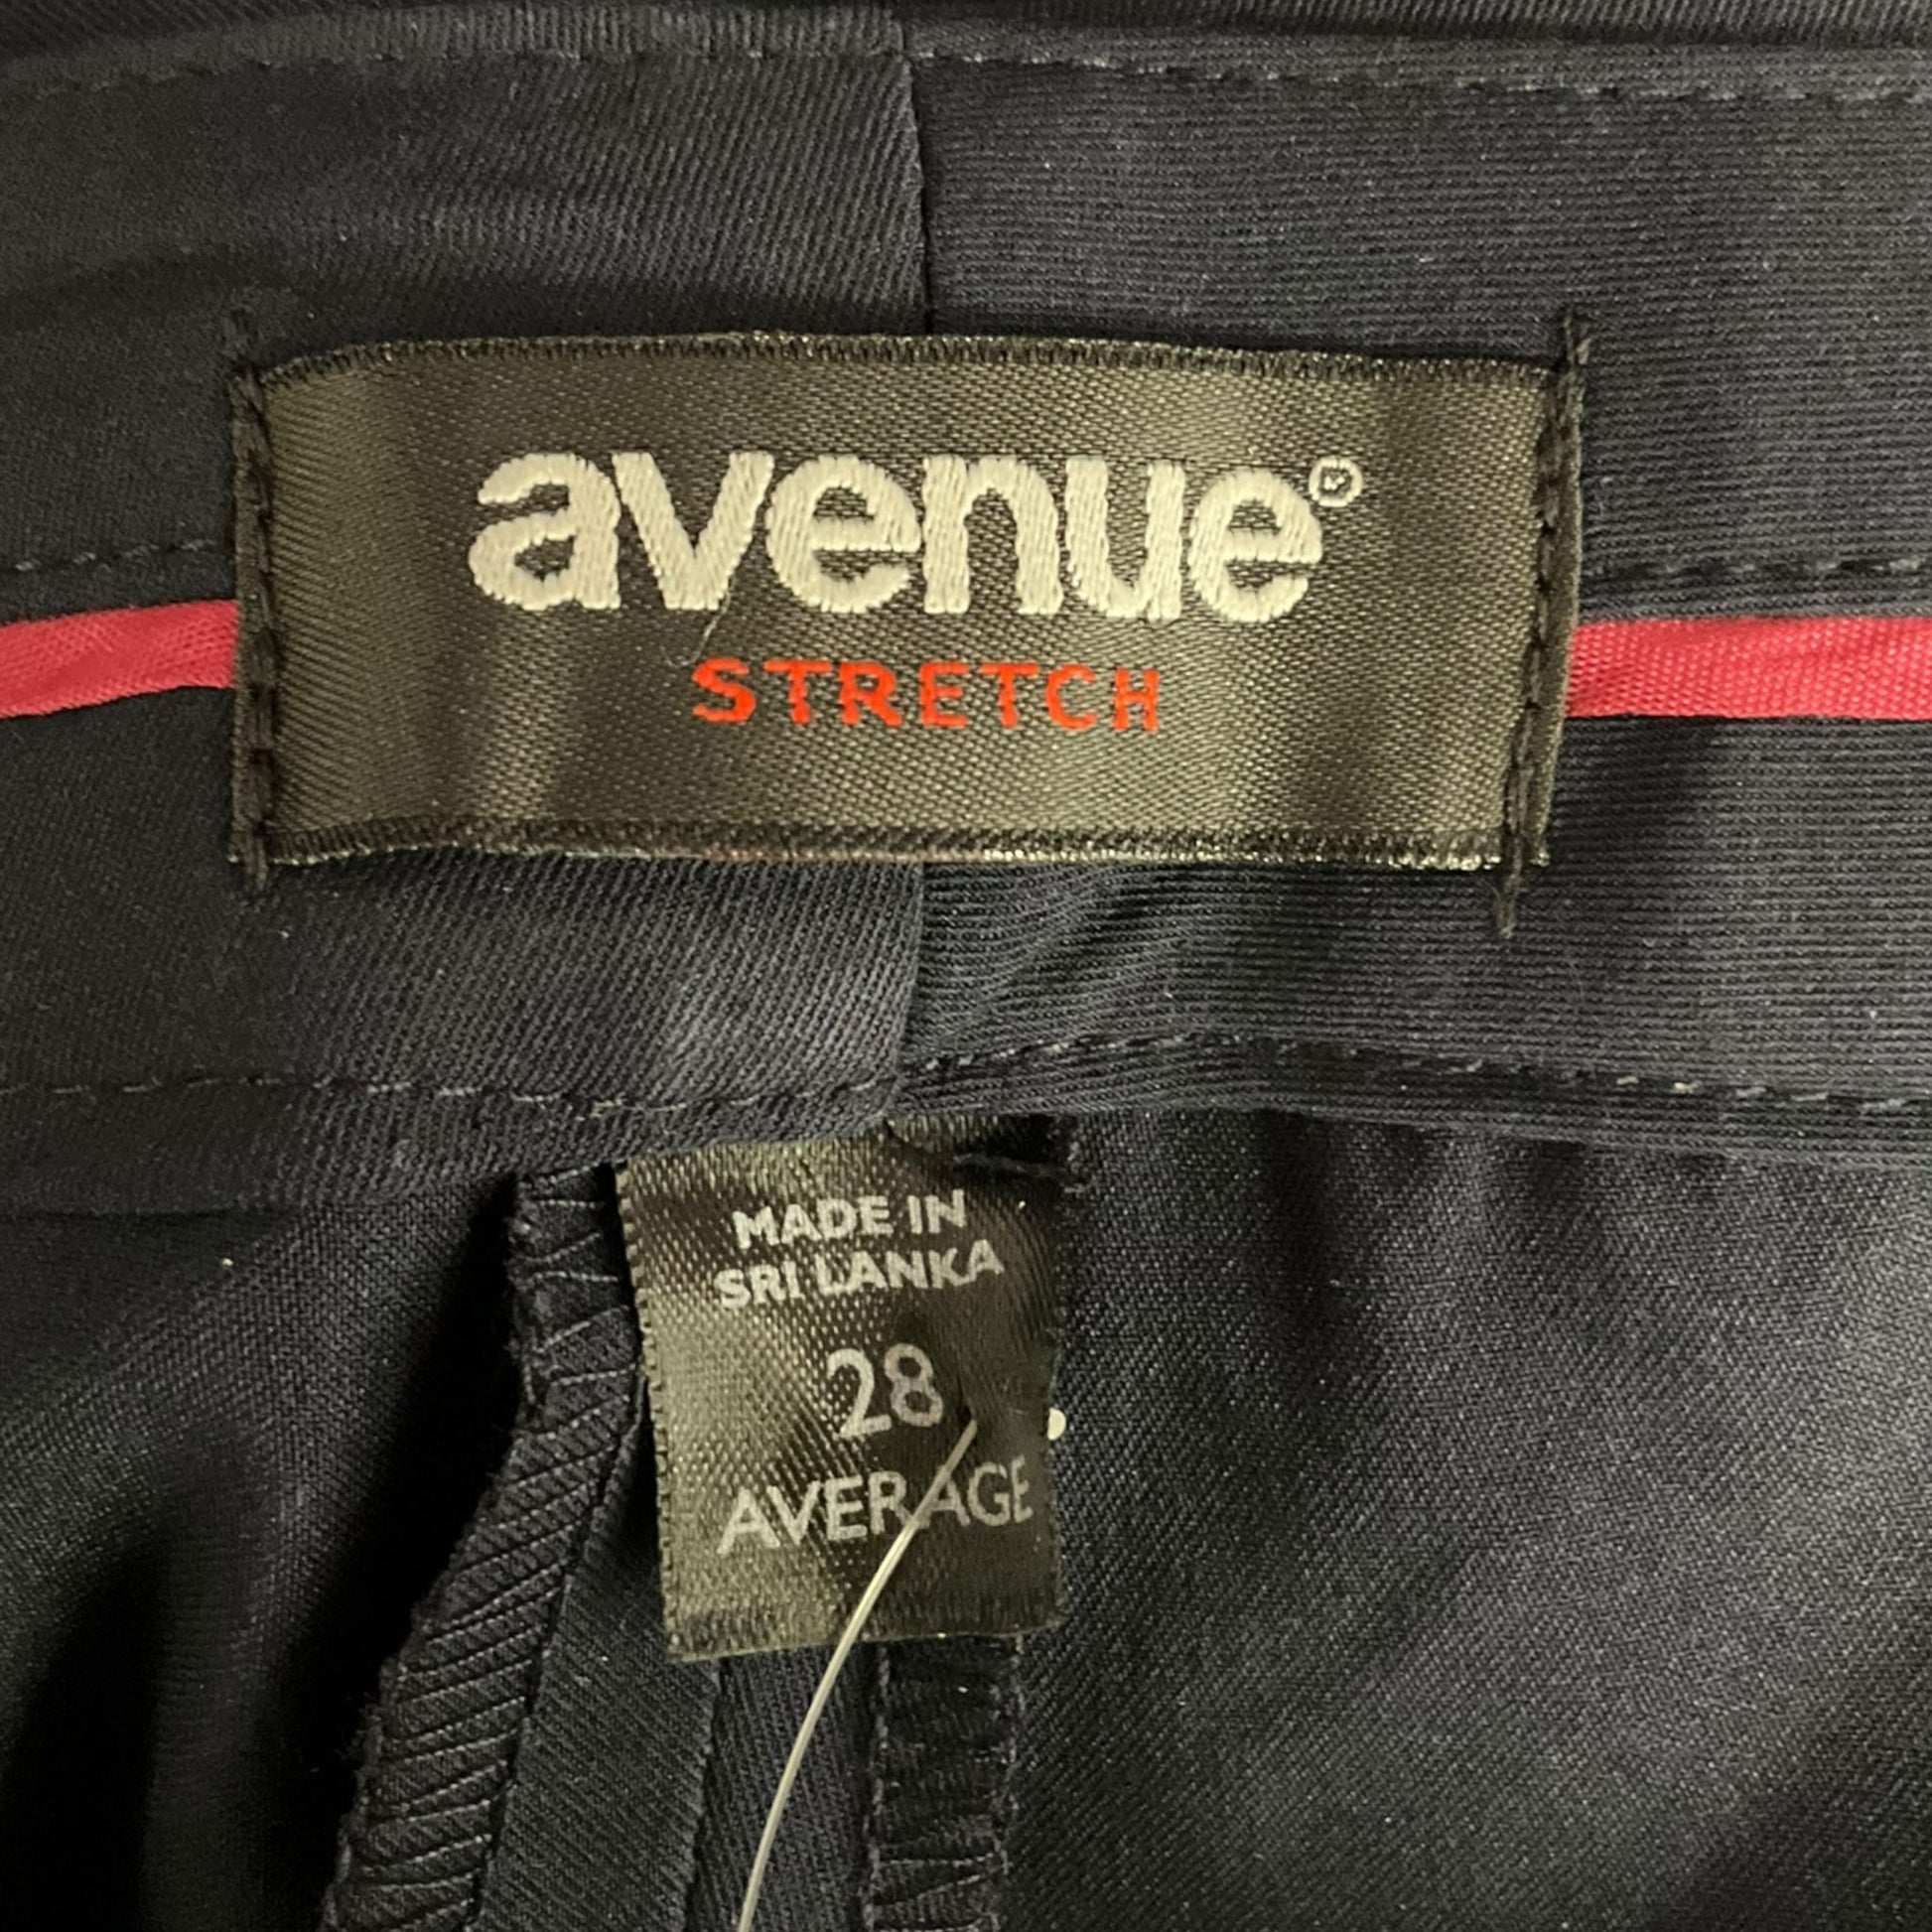 avenue®
STRETCH
MADE IN
SRI LANKA
28
AVERAGE